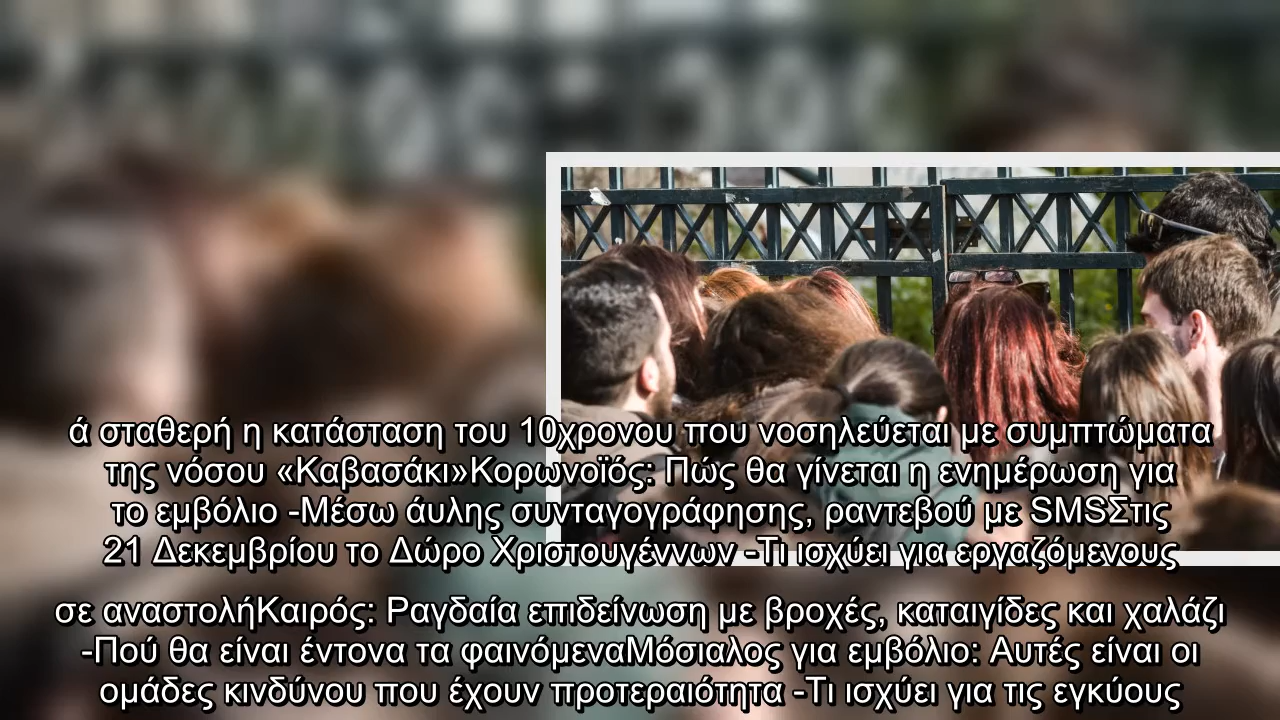 ά σταθερή η κατάσταση του 10χρονου που νοσηλεύεται με συμπτώματα
της νόσου «Καβασάκι»Κορωνοϊός: Πώς θα γίνεται η ενημέρωση για
το εμβόλιο -Μέσω άυλης συνταγογράφησης, ραντεβού με SMSΣτις
21 Δεκεμβρίου το Δώρο Χριστουγέννων -Τι ισχύει για εργαζόμενους
σε αναστολήΚαιρός: Ραγδαία επιδείνωση με βροχές, καταιγίδες και χαλάζι
-Πού θα είναι έντονα τα φαινόμεναΜόσιαλος για εμβόλιο: Αυτές είναι οι
ομάδες κινδύνου που έχουν προτεραιότητα -Τι ισχύει για τις εγκύους